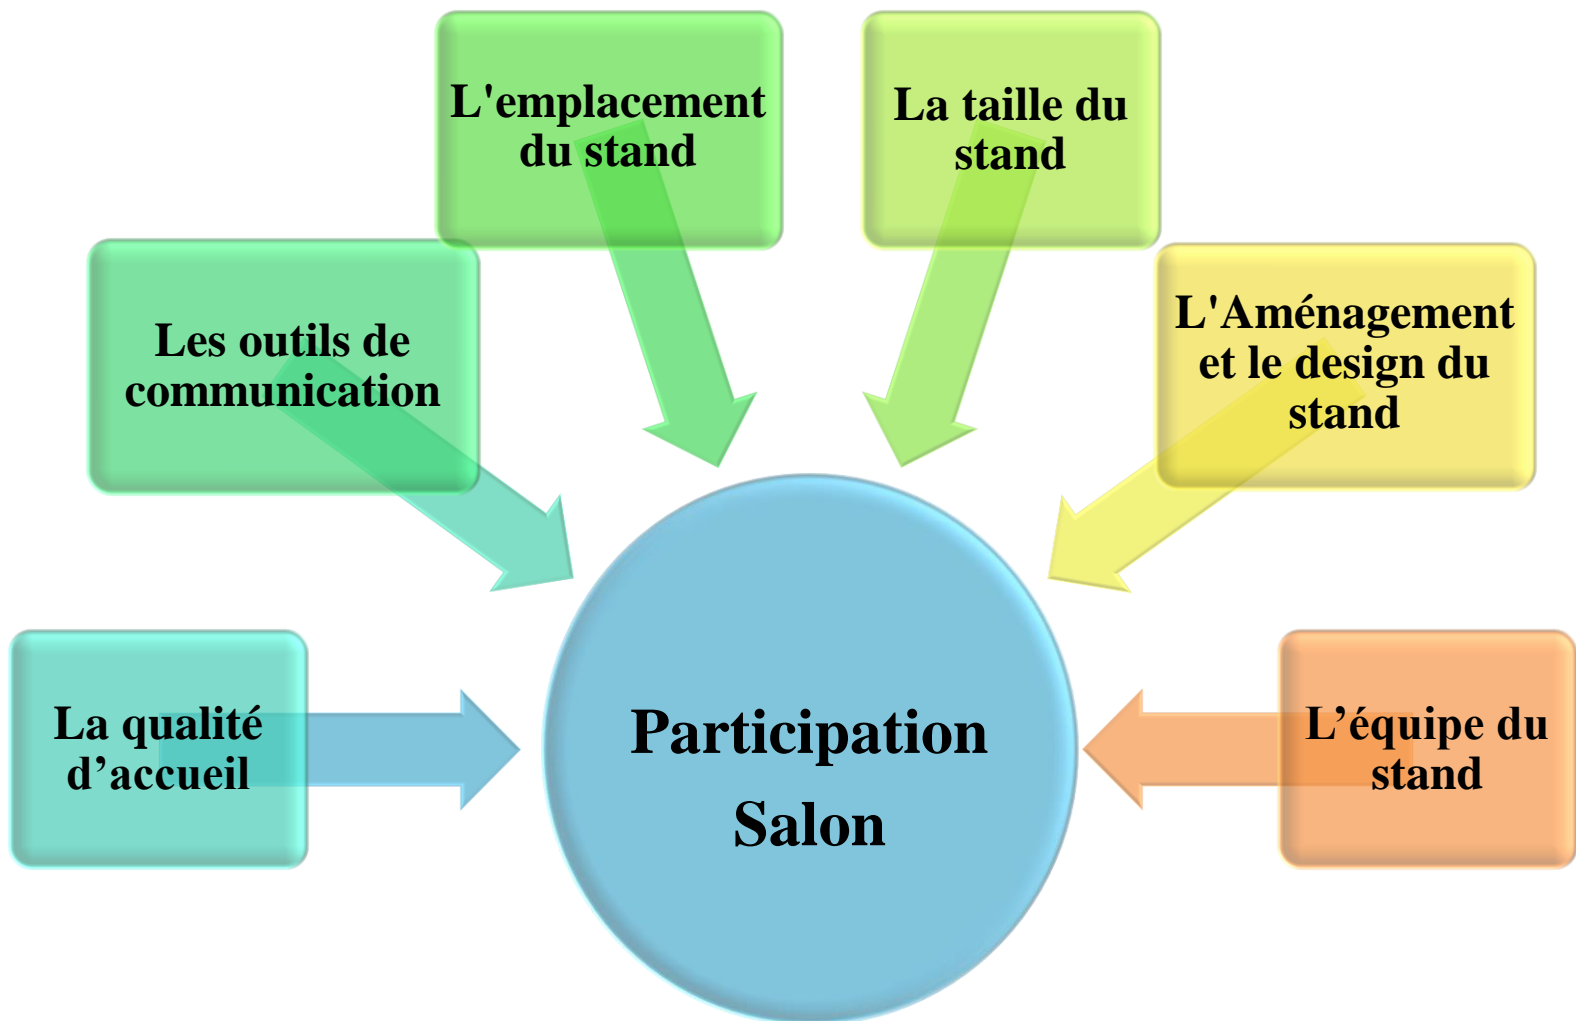 L'emplacement
du stand
La taille du
stand
Les outils de
communication
L'Aménagement
et le design du
stand
La qualité
d’accueil
Participation
Salon
L’équipe du
stand